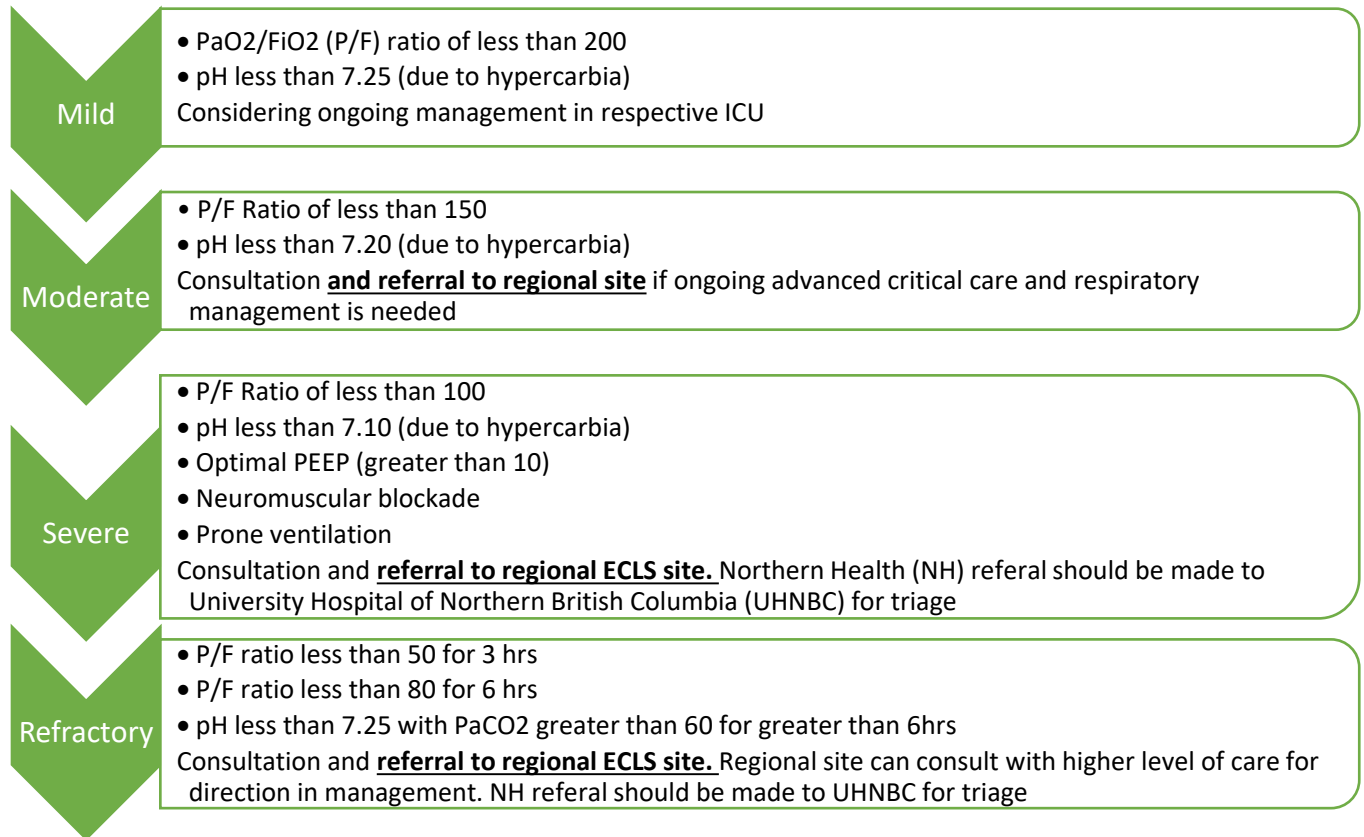 Mild
• PaO2/FiO2 (P/F) ratio of less than 200
• pH less than 7.25 (due to hypercarbia)
Considering ongoing management in respective ICU
Moderate
• P/F Ratio of less than 150
• pH less than 7.20 (due to hypercarbia)
Consultation and referral to regional site if ongoing advanced critical care and respiratory
management is needed
Severe
• P/F Ratio of less than 100
• pH less than 7.10 (due to hypercarbia)
• Optimal PEEP (greater than 10)
• Neuromuscular blockade
• Prone ventilation
Consultation and referral to regional ECLS site. Northern Health (NH) referal should be made to
University Hospital of Northern British Columbia (UHNBC) for triage
Refractory
• P/F ratio less than 50 for 3 hrs
• P/F ratio less than 80 for 6 hrs
• pH less than 7.25 with PaCO2 greater than 60 for greater than 6hrs
Consultation and referral to regional ECLS site. Regional site can consult with higher level of care for
direction in management. NH referal should be made to UHNBC for triage